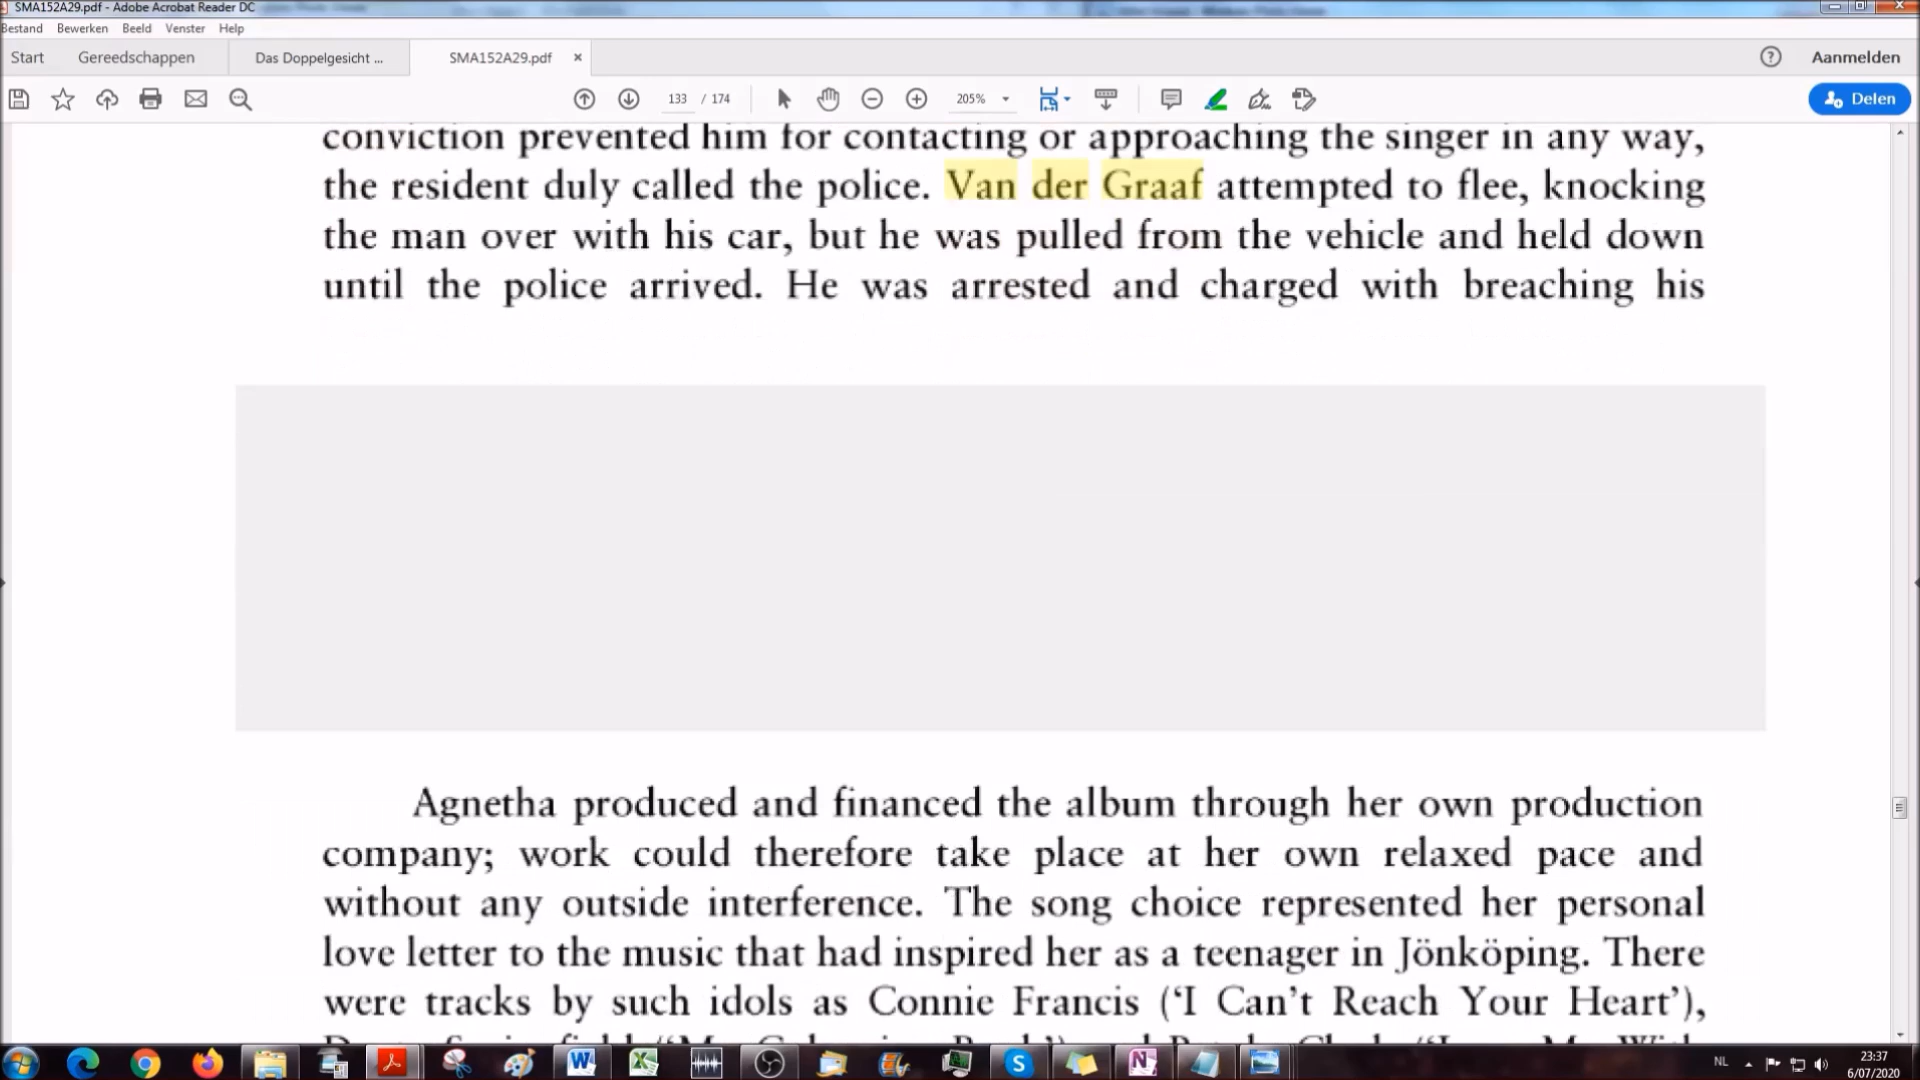 SMA152A29.pdf - Adobe Acrobat Reader DC
Bestand Bewerken Beeld Venster Help
Start Gereedschappen Das Doppelgesicht ... SMA152A29.pdf × Aanmelden
133 / 174 205% Delen
conviction prevented him for contacting or approaching the singer in any way,
the resident duly called the police. Van der Graaf attempted to flee, knocking
the man over with his car, but he was pulled from the vehicle and held down
until the police arrived. He was arrested and charged with breaching his
Agnetha produced and financed the album through her own production
company; work could therefore take place at her own relaxed pace and
without any outside interference. The song choice represented her personal
love letter to the music that had inspired her as a teenager in Jönköping. There
were tracks by such idols as Connie Francis (‘I Can’t Reach Your Heart’),
NL 23:37
6/07/2020